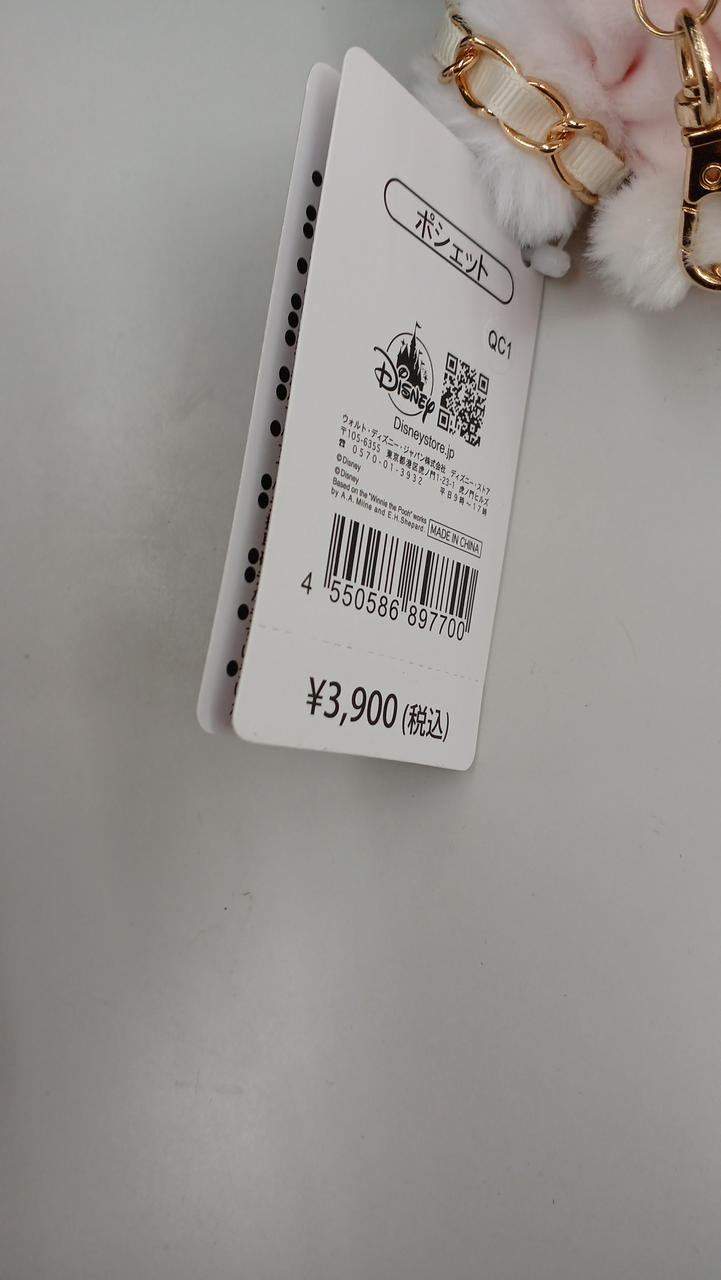 ポシェット
QC1
Disney
Disneystore.jp
ウォルト・ディズニー・ジャパン株式会社 ディズニーストア
〒105-6355 東京都港区虎ノ門1-23-1 虎ノ門ヒルズ
☎ 0570-01-3932 平日9時～17時
©Disney
©Disney
Based on the "Winnie the Pooh" works
by A.A. Milne and E.H.Shepard.
MADE IN CHINA
4 550586 897700
¥3,900 (税込)